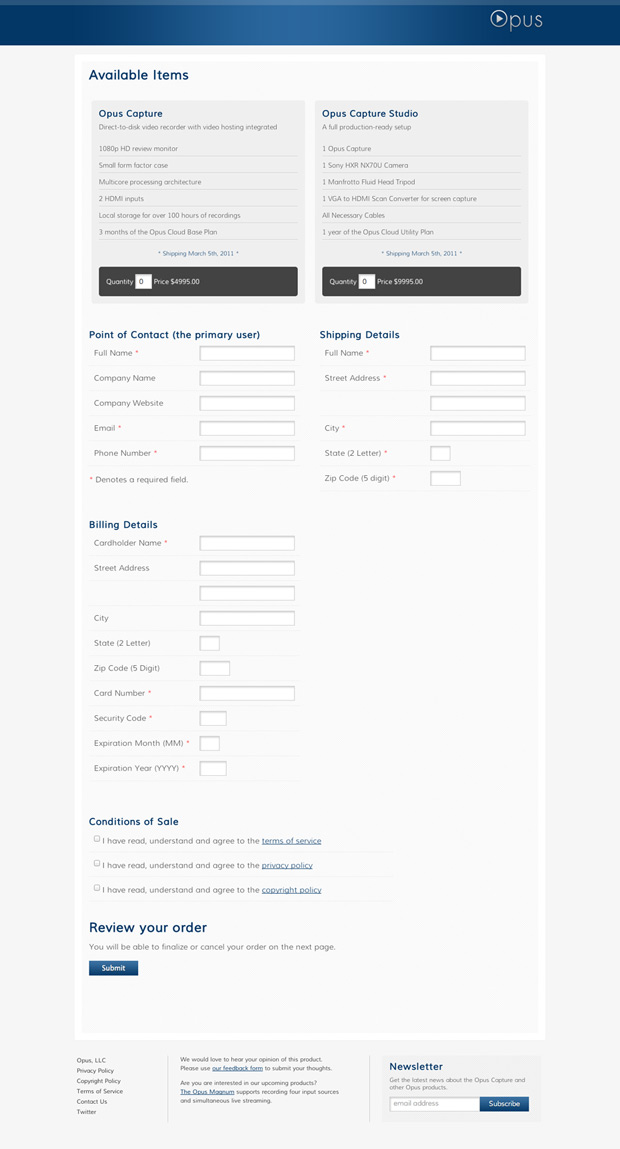 Opus
Available Items
Opus Capture
Direct-to-disk video recorder with video hosting integrated
1080p HD review monitor
Small form factor case
Multicore processing architecture
2 HDMI inputs
Local storage for over 100 hours of recordings
3 months of the Opus Cloud Base Plan
* Shipping March 5th, 2011 *
Quantity 0 Price $4995.00
Opus Capture Studio
A full production-ready setup
1 Opus Capture
1 Sony HXR NX70U Camera
1 Manfrotto Fluid Head Tripod
1 VGA to HDMI Scan Converter for screen capture
All Necessary Cables
1 year of the Opus Cloud Utility Plan
* Shipping March 5th, 2011 *
Quantity 0 Price $9995.00
Point of Contact (the primary user)
Full Name *
Company Name
Company Website
Email *
Phone Number *
* Denotes a required field.
Shipping Details
Full Name *
Street Address *
City *
State (2 Letter) *
Zip Code (5 digit) *
Billing Details
Cardholder Name *
Street Address
City
State (2 Letter)
Zip Code (5 Digit)
Card Number *
Security Code *
Expiration Month (MM) *
Expiration Year (YYYY) *
Conditions of Sale
I have read, understand and agree to the terms of service
I have read, understand and agree to the privacy policy
I have read, understand and agree to the copyright policy
Review your order
You will be able to finalize or cancel your order on the next page.
Submit
Opus, LLC
Privacy Policy
Copyright Policy
Terms of Service
Contact Us
Twitter
We would love to hear your opinion of this product.
Please use our feedback form to submit your thoughts.
Are you interested in our upcoming products?
The Opus Magnum supports recording four input sources
and simultaneous live streaming.
Newsletter
Get the latest news about the Opus Capture and
other Opus products.
email address
Subscribe